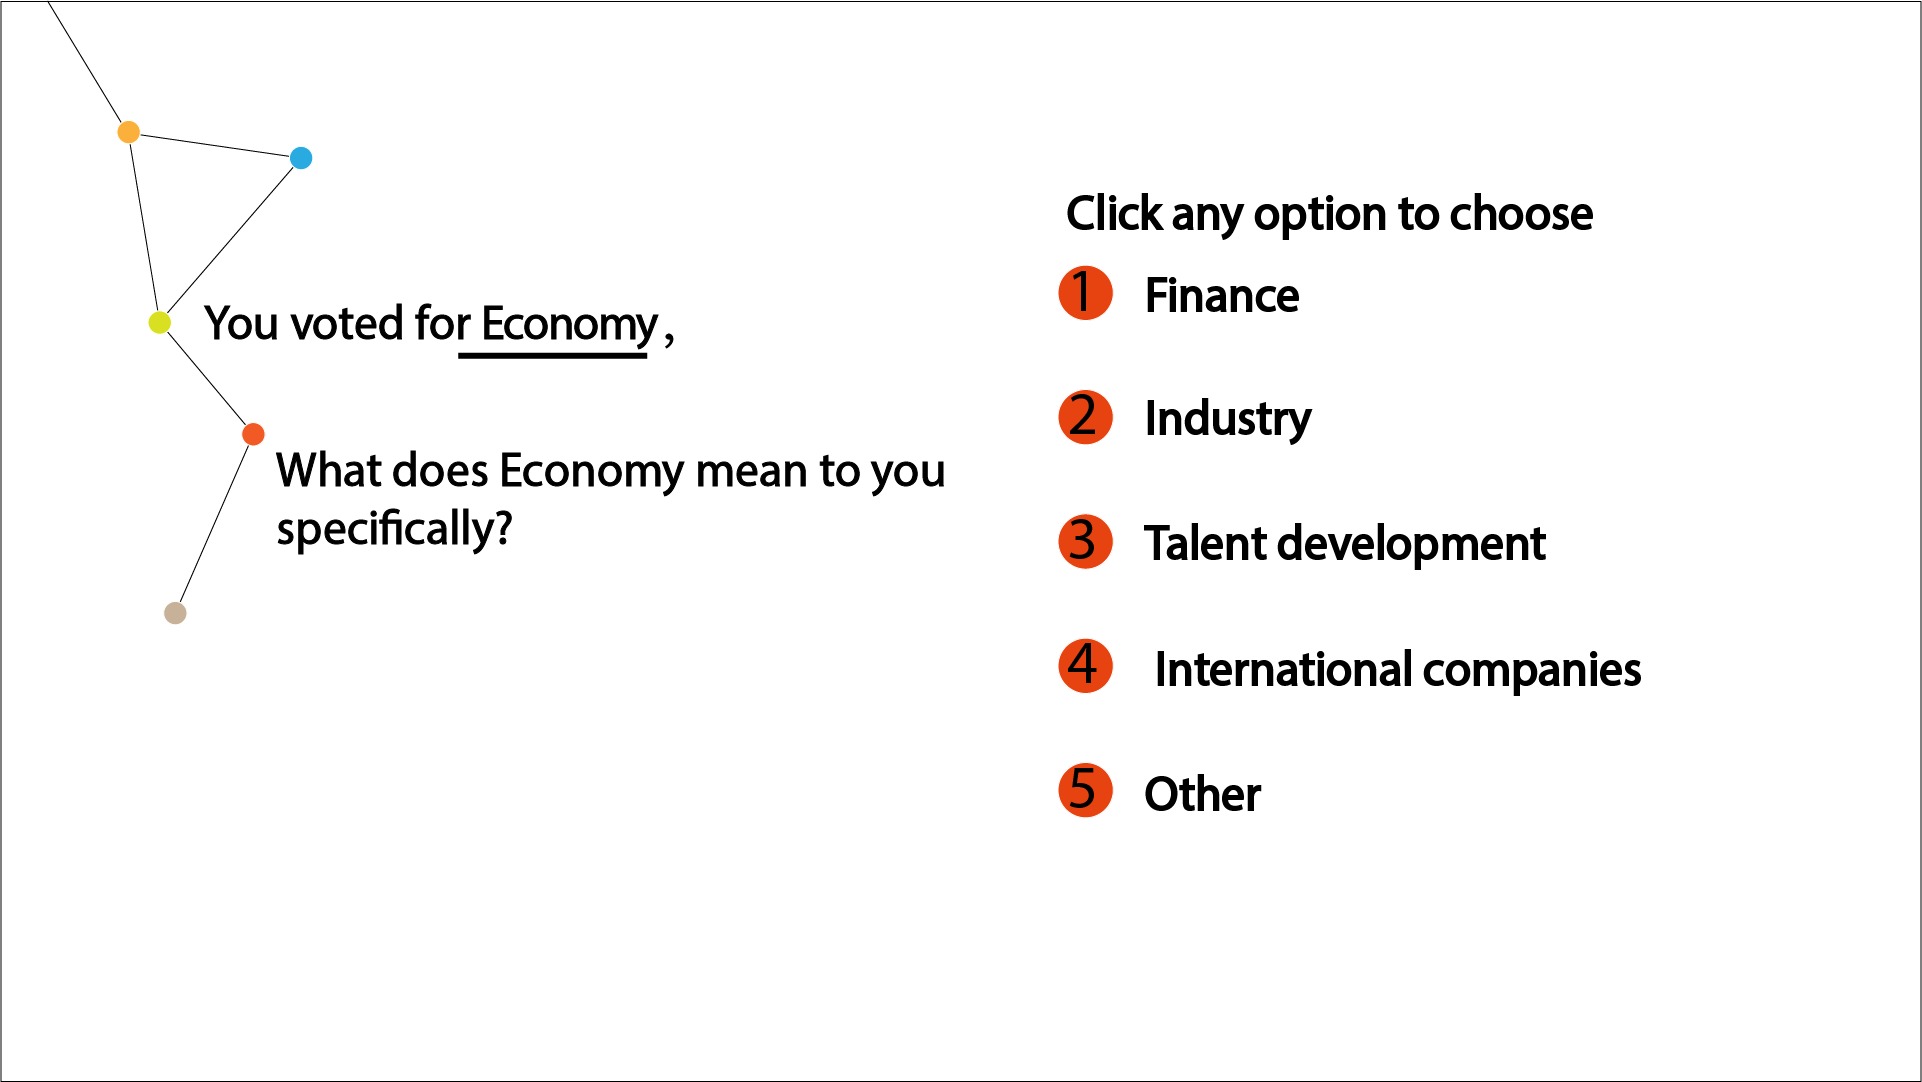 You voted for Economy ,
What does Economy mean to you
specifically?
Click any option to choose
1 Finance
2 Industry
3 Talent development
4 International companies
5 Other